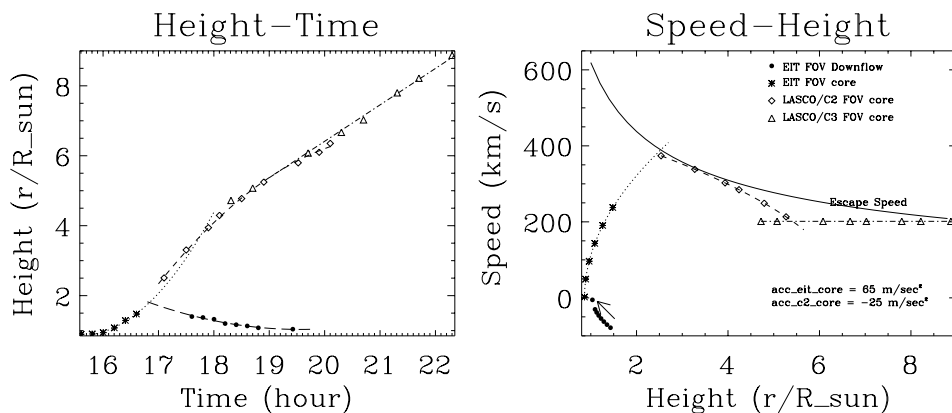 Height-Time
Height (r/R_sun)
8
6
4
2
16 17 18 19 20 21 22
Time (hour)
Speed-Height
Speed (km/s)
600
400
200
0
EIT FOV Downflow
EIT FOV core
LASCO/C2 FOV core
LASCO/C3 FOV core
Escape Speed
acc_eit_core = 65 m/sec²
acc_c2_core = -25 m/sec²
2 4 6 8
Height (r/R_sun)